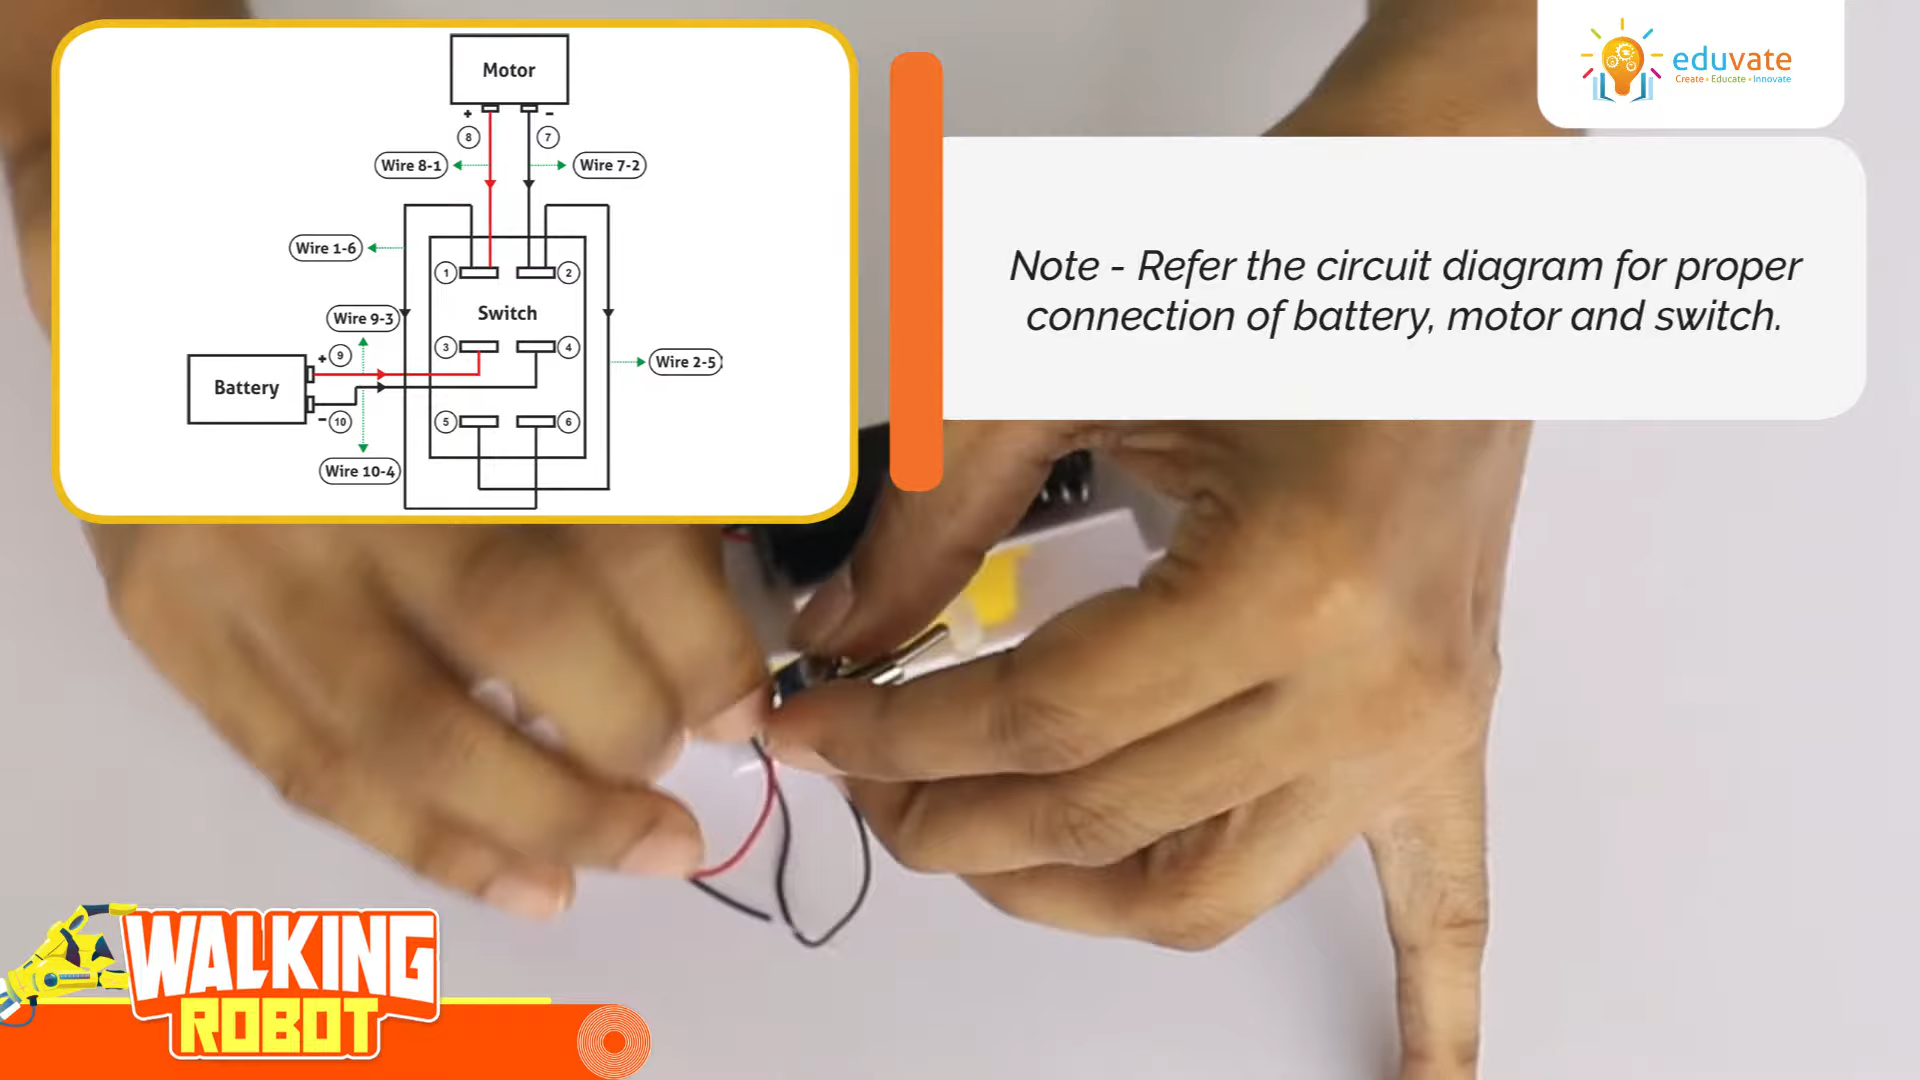 Motor
+ -
8 7
Wire 8-1
Wire 7-2
Wire 1-6
1 2
Switch
Wire 9-3
3 4
+ 9
Battery
- 10
Wire 2-5
5 6
Wire 10-4
eduvate
Create • Educate • Innovate
Note - Refer the circuit diagram for proper
connection of battery, motor and switch.
WALKING
ROBOT